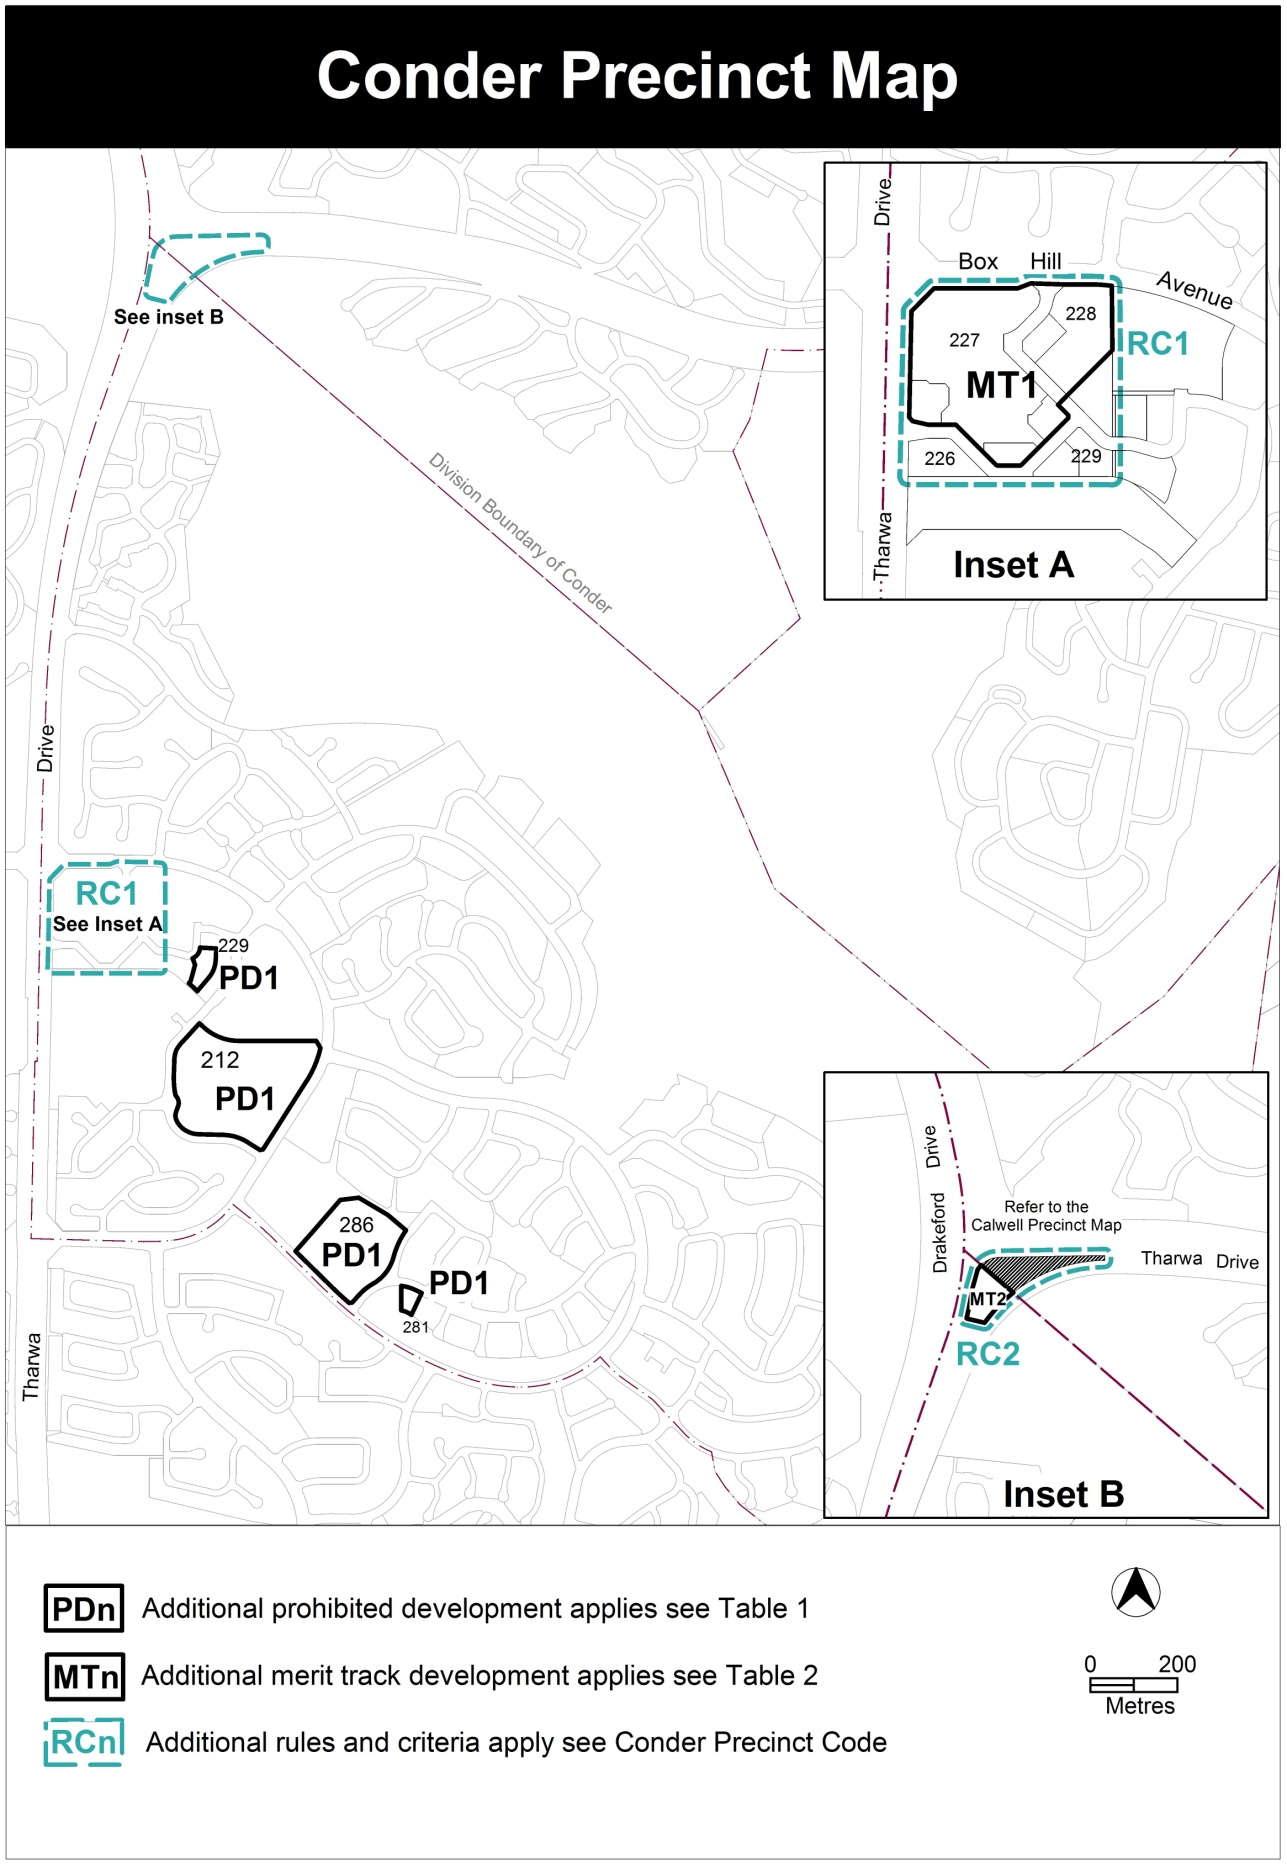 Conder Precinct Map
See inset B
Division Boundary of Conder
Drive
RC1
See Inset A
229
PD1
212
PD1
286
PD1
PD1
281
Tharwa
Drive
Box Hill
Avenue
228
227
RC1
MT1
226
229
Tharwa
Inset A
Drive
Drakeford
Refer to the
Calwell Precinct Map
Tharwa Drive
MT2
RC2
Inset B
PDn Additional prohibited development applies see Table 1
MTn Additional merit track development applies see Table 2
RCn Additional rules and criteria apply see Conder Precinct Code
0 200
Metres